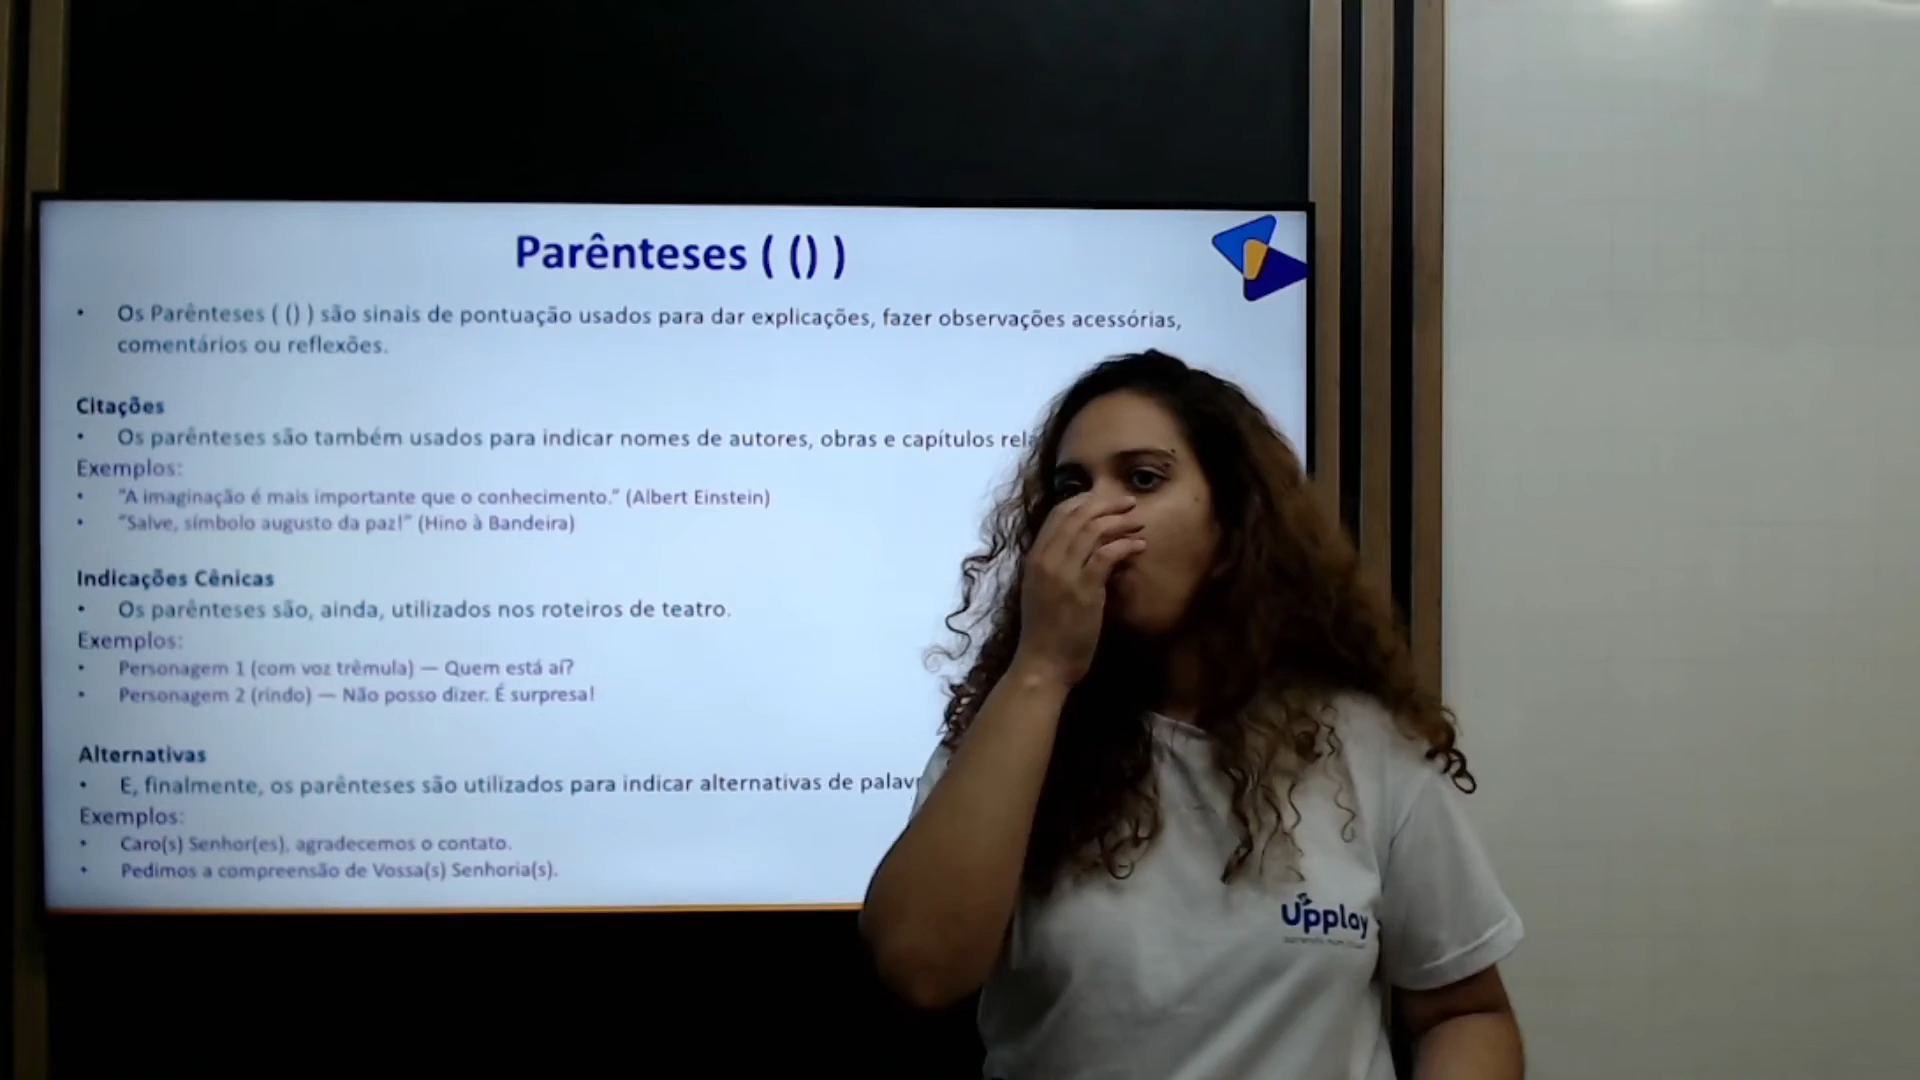 Parênteses ( () )
• Os Parênteses ( () ) são sinais de pontuação usados para dar explicações, fazer observações acessórias,
comentários ou reflexões.
Citações
• Os parênteses são também usados para indicar nomes de autores, obras e capítulos
Exemplos:
• "A imaginação é mais importante que o conhecimento." (Albert Einstein)
• "Salve, símbolo augusto da paz!" (Hino à Bandeira)
Indicações Cênicas
• Os parênteses são, ainda, utilizados nos roteiros de teatro.
Exemplos:
• Personagem 1 (com voz trêmula) — Quem está aí?
• Personagem 2 (rindo) — Não posso dizer. É surpresa!
Alternativas
• E, finalmente, os parênteses são utilizados para indicar alternativas de
Exemplos:
• Caro(s) Senhor(es), agradecemos o contato.
• Pedimos a compreensão de Vossa(s) Senhoria(s).
Upplay